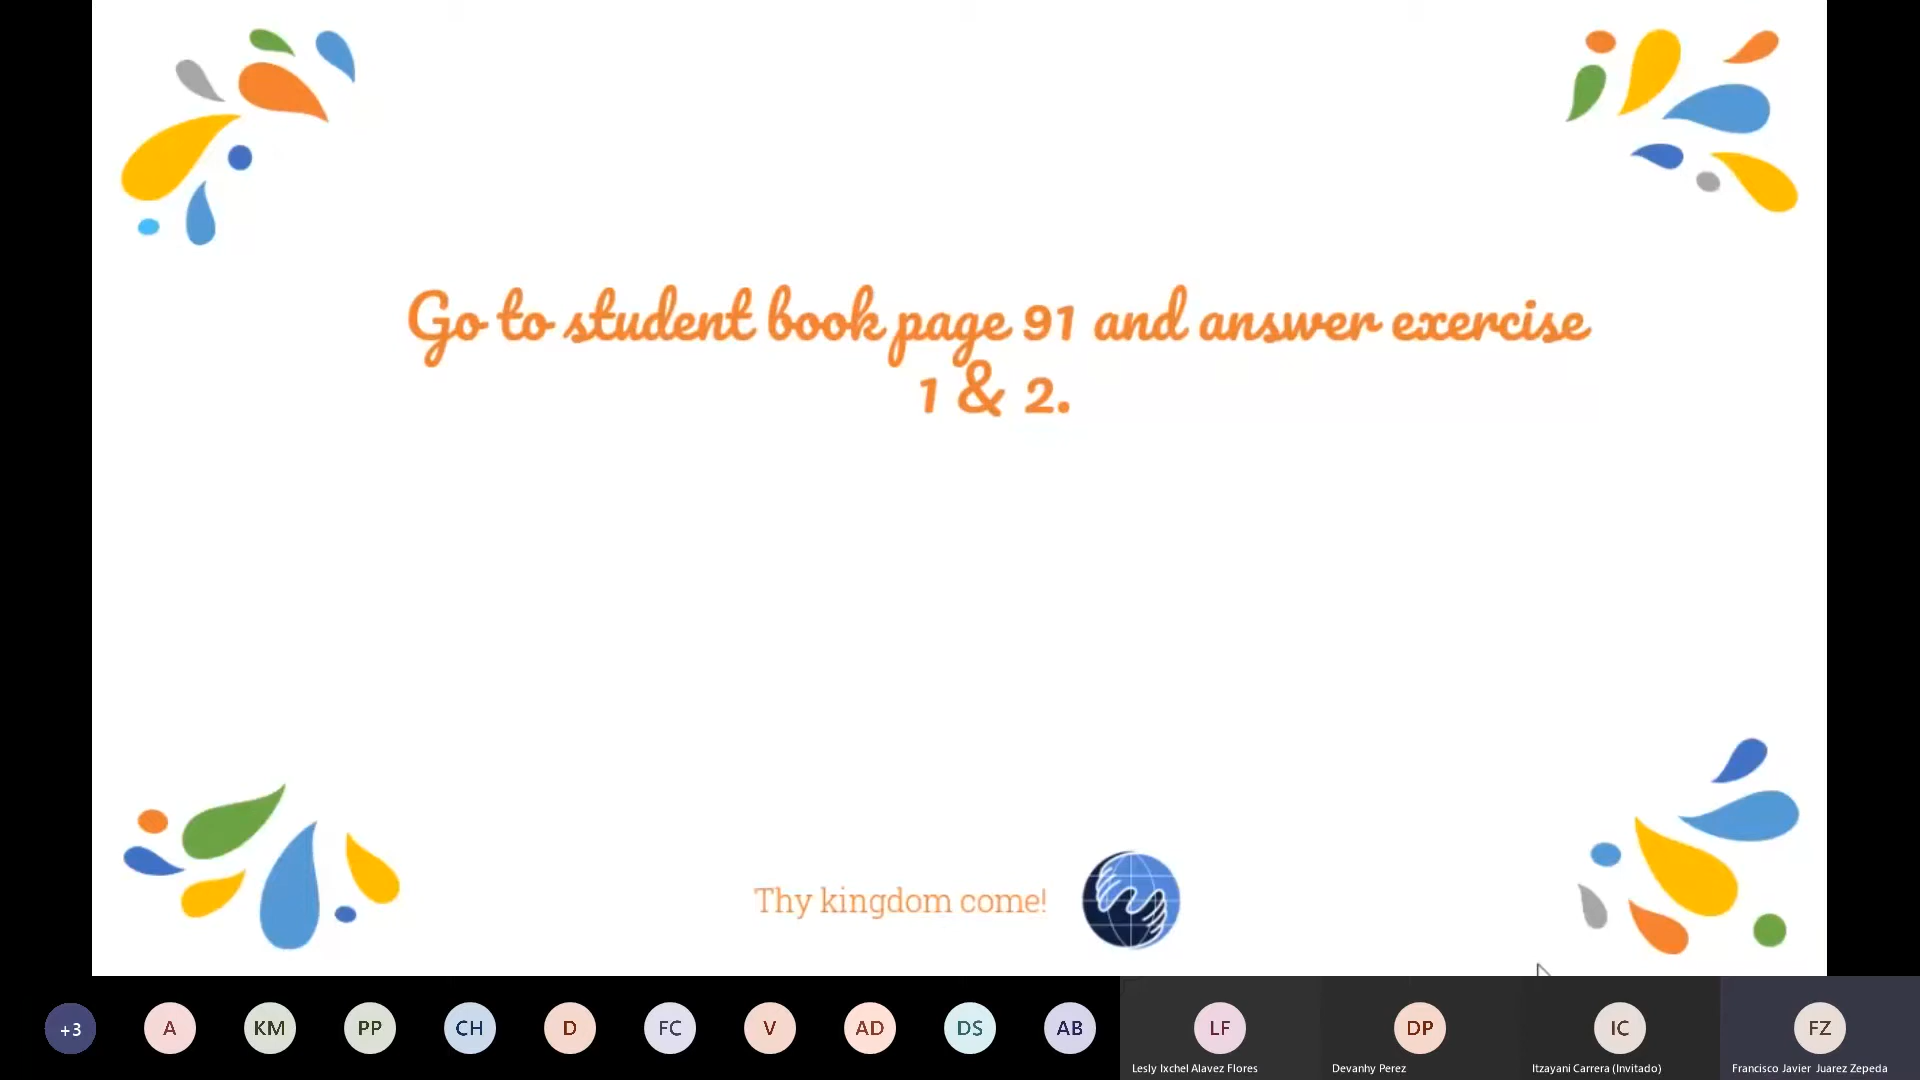 Go to student book page 91 and answer exercise
1 & 2.
Thy kingdom come!
+3
A
KM
PP
CH
D
FC
V
AD
DS
AB
LF
DP
IC
FZ
Lesly Ixchel Alavez Flores
Devanhy Perez
Itzayani Carrera (Invitado)
Francisco Javier Juarez Zepeda